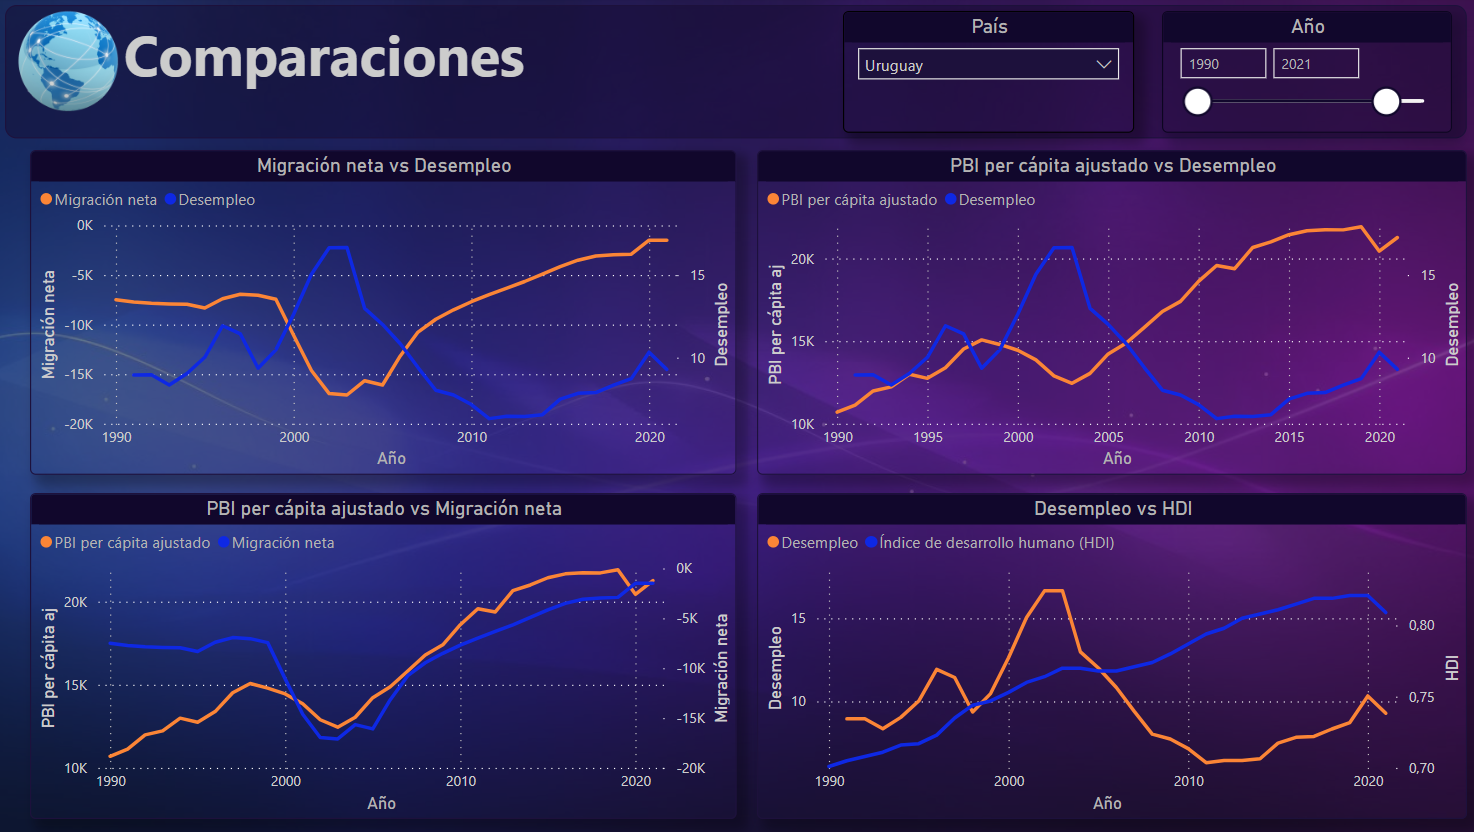 Comparaciones
País
Uruguay
Año
1990 2021
Migración neta vs Desempleo
Migración neta Desempleo
0K
-5K
-10K
-15K
-20K
15
10
1990 2000 2010 2020
Migración neta
Desempleo
Año
PBI per cápita ajustado vs Desempleo
PBI per cápita ajustado Desempleo
20K
15K
10K
15
10
1990 1995 2000 2005 2010 2015 2020
PBI per cápita aj
Desempleo
Año
PBI per cápita ajustado vs Migración neta
PBI per cápita ajustado Migración neta
20K
15K
10K
0K
-5K
-10K
-15K
-20K
1990 2000 2010 2020
PBI per cápita aj
Migración neta
Año
Desempleo vs HDI
Desempleo Índice de desarrollo humano (HDI)
15
10
0,80
0,75
0,70
1990 2000 2010 2020
Desempleo
HDI
Año